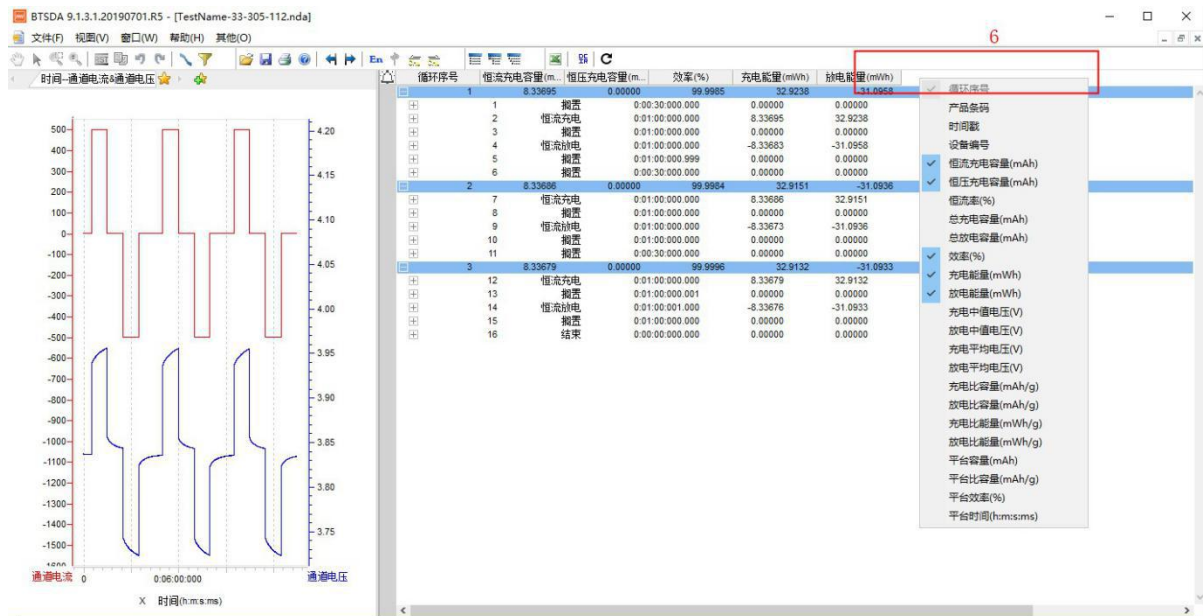 BTSDA 9.1.3.1.20190701.R5 - [TestName-33-305-112.nda]
文件(F) 视图(V) 窗口(W) 帮助(H) 其他(O)
6
En
时间--通道电流&通道电压
循环序号 恒流充电容量(m... 恒压充电容量(m... 效率(%) 充电能量(mWh) 放电能量(mWh)
1 8.33695 0.00000 99.9985 32.9238 -31.0958
1 搁置 0:00:30:000.000 0.00000 0.00000
2 恒流充电 0:01:00:000.000 8.33695 32.9238
3 搁置 0:01:00:000.000 0.00000 0.00000
4 恒流放电 0:01:00:000.000 -8.33683 -31.0958
5 搁置 0:01:00:000.999 0.00000 0.00000
6 搁置 0:00:30:000.000 0.00000 0.00000
2 8.33686 0.00000 99.9984 32.9151 -31.0936
7 恒流充电 0:01:00:000.000 8.33686 32.9151
8 搁置 0:01:00:000.000 0.00000 0.00000
9 恒流放电 0:01:00:000.000 -8.33673 -31.0936
10 搁置 0:01:00:000.000 0.00000 0.00000
11 搁置 0:00:30:000.000 0.00000 0.00000
3 8.33679 0.00000 99.9996 32.9132 -31.0933
12 恒流充电 0:01:00:000.000 8.33679 32.9132
13 搁置 0:01:00:000.001 0.00000 0.00000
14 恒流放电 0:01:00:001.000 -8.33676 -31.0933
15 搁置 0:01:00:000.000 0.00000 0.00000
16 结束 0:00:00:000.000 0.00000 0.00000
循环序号
产品条码
时间戳
设备编号
恒流充电容量(mAh)
恒压充电容量(mAh)
恒流率(%)
总充电容量(mAh)
总放电容量(mAh)
效率(%)
充电能量(mWh)
放电能量(mWh)
充电中值电压(V)
放电中值电压(V)
充电平均电压(V)
放电平均电压(V)
充电比容量(mAh/g)
放电比容量(mAh/g)
充电比能量(mWh/g)
放电比能量(mWh/g)
平台容量(mAh)
平台比容量(mAh/g)
平台效率(%)
平台时间(h:m:s:ms)
500
400
300
200
100
0
-100
-200
-300
-400
-500
-600
-700
-800
-900
-1000
-1100
-1200
-1300
-1400
-1500
4.20
4.15
4.10
4.05
4.00
3.95
3.90
3.85
3.80
3.75
通道电流 0 0:06:00:000 通道电压
X 时间(h:m:s:ms)